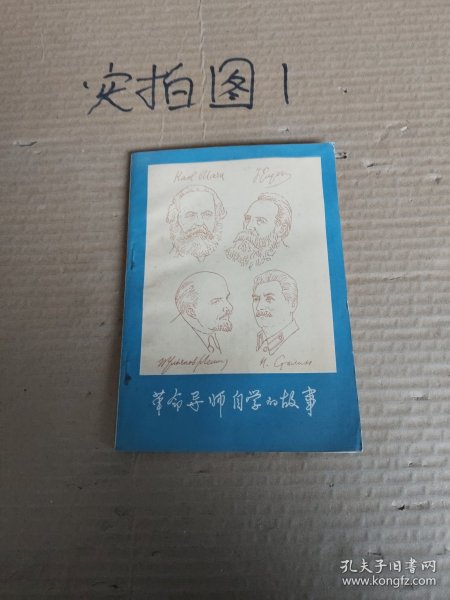 实拍图1
Karl Marx
F Engels
革命导师自学的故事
孔夫子旧书网
www.kongfz.com